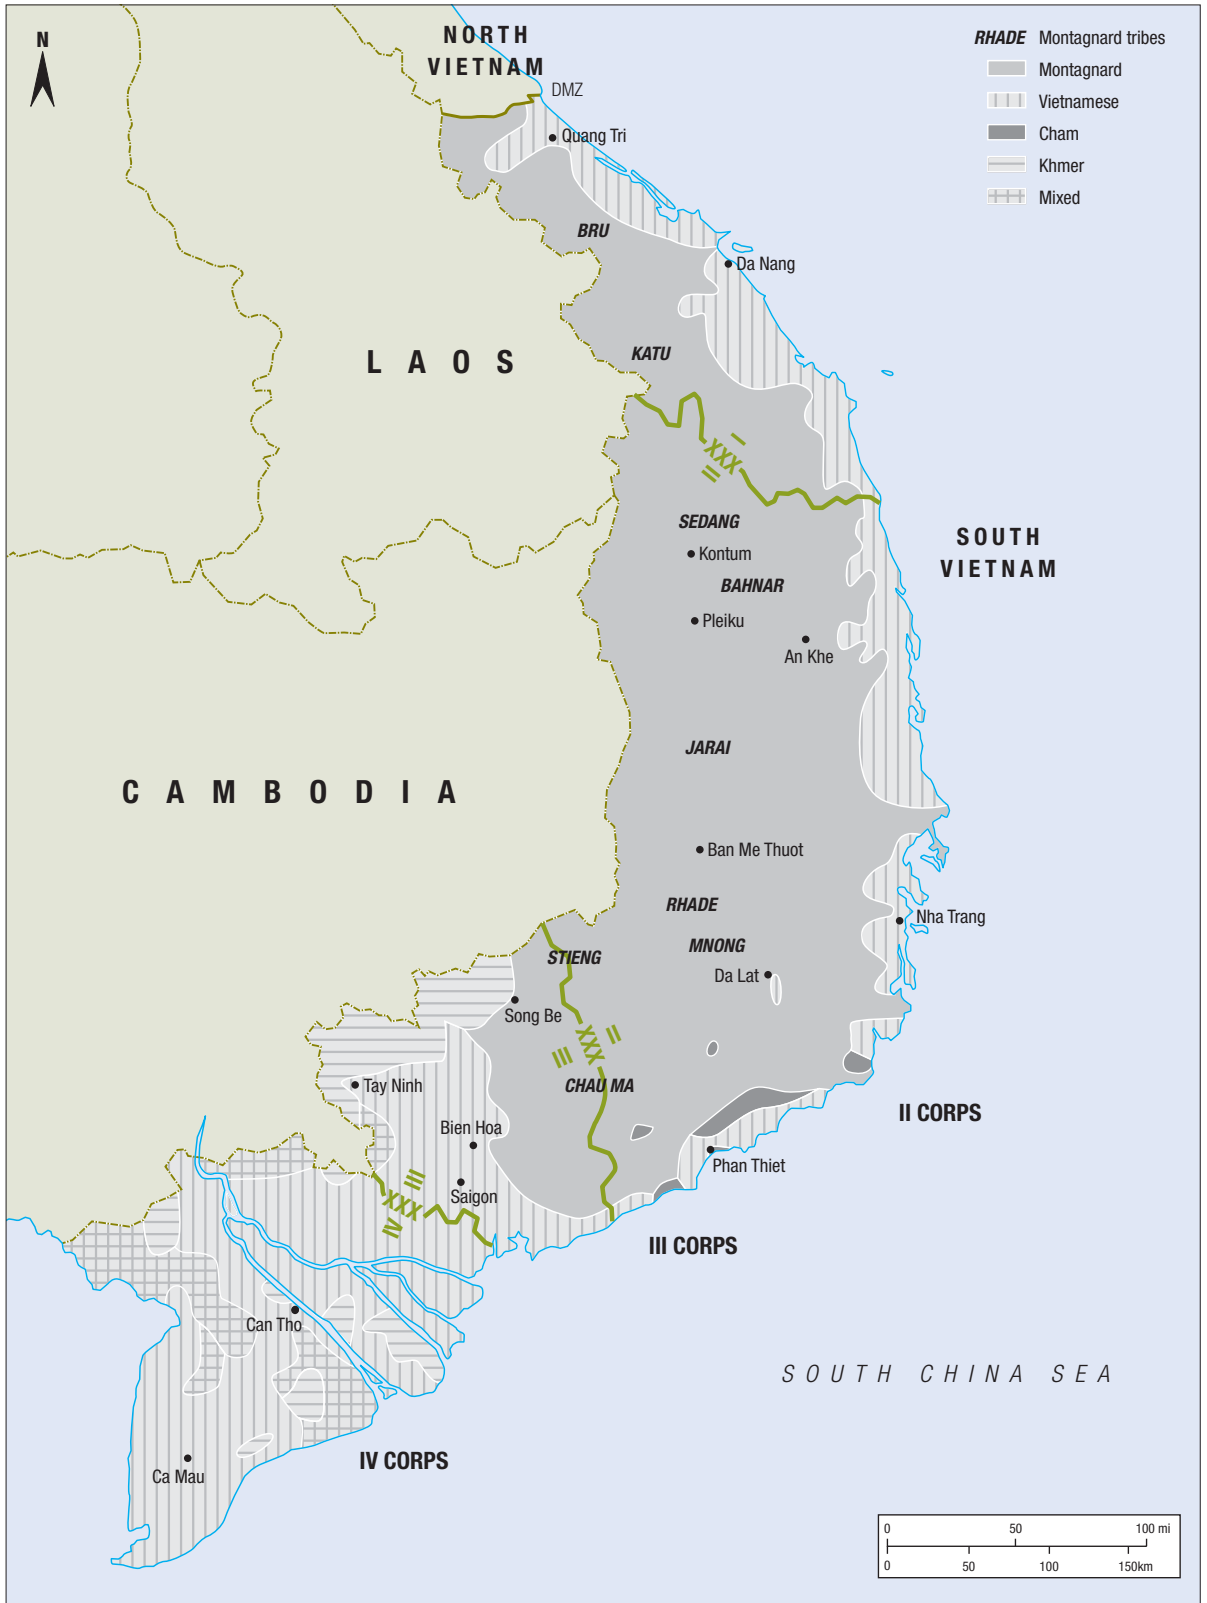 N
NORTH
VIETNAM
DMZ
Quang Tri
RHADE Montagnard tribes
Montagnard
Vietnamese
Cham
Khmer
Mixed
BRU
Da Nang
LAOS
KATU
I
XXX
II
SEDANG
Kontum
BAHNAR
Pleiku
An Khe
SOUTH
VIETNAM
JARAI
CAMBODIA
Ban Me Thuot
RHADE
Nha Trang
MNONG
STIENG
Da Lat
Song Be
II
XXX
III
CHAU MA
Tay Ninh
II CORPS
Bien Hoa
Phan Thiet
III
XXX
IV
Saigon
III CORPS
Can Tho
SOUTH CHINA SEA
IV CORPS
Ca Mau
0 50 100 mi
0 50 100 150km